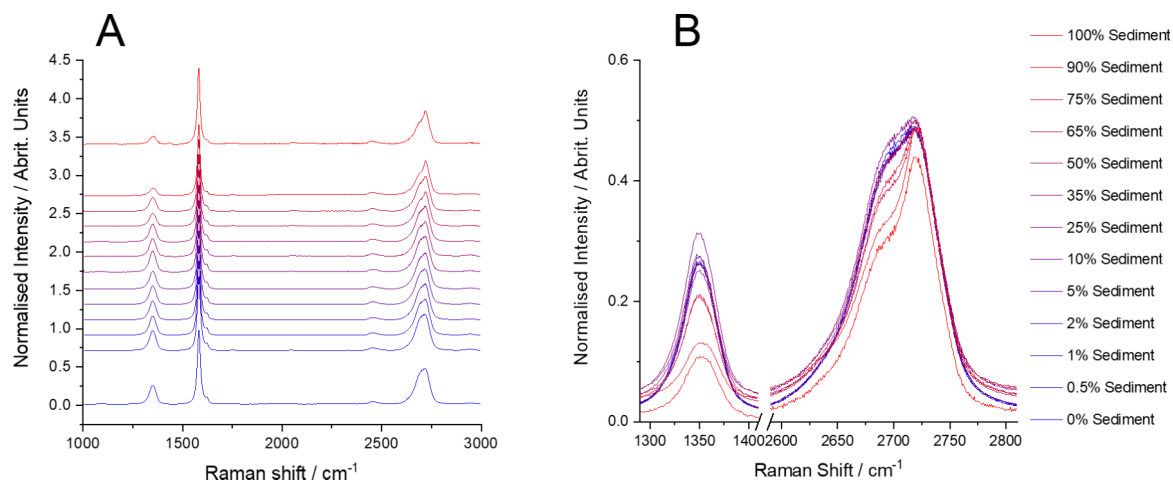 A
Normalised Intensity / Abrit. Units
4.5
4.0
3.5
3.0
2.5
2.0
1.5
1.0
0.5
0.0
1000 1500 2000 2500 3000
Raman shift / cm-1
B
Normalised Intensity / Abrit. Units
0.6
0.4
0.2
0.0
1300 1350 1400 2600 2700 2750 2800
Raman Shift / cm-1
100% Sediment
90% Sediment
75% Sediment
65% Sediment
50% Sediment
35% Sediment
25% Sediment
10% Sediment
5% Sediment
2% Sediment
1% Sediment
0.5% Sediment
0% Sediment